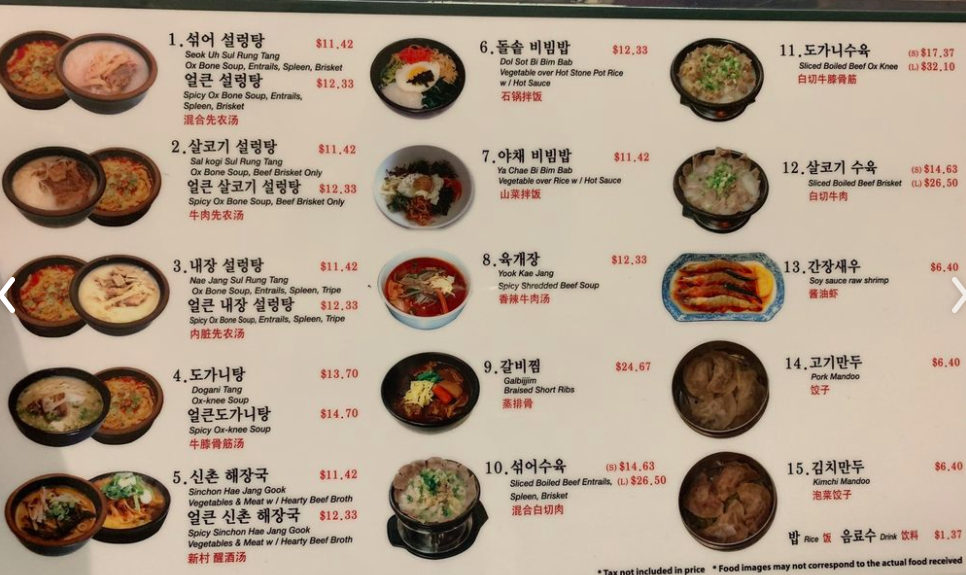 1.섞어 설렁탕 $11.42
Seok Uh Sul Rung Tang
Ox Bone Soup, Entrails, Spleen, Brisket
얼큰 설렁탕 $12.33
Spicy Ox Bone Soup, Entrails,
Spleen, Brisket
混合先农汤
2.살코기 설렁탕 $11.42
Sal kogi Sul Rung Tang
Ox Bone Soup, Beef Brisket Only
얼큰 살코기 설렁탕 $12.33
Spicy Ox Bone Soup, Beef Brisket Only
牛肉先农汤
3.내장 설렁탕 $11.42
Nae Jang Sul Rung Tang
Ox Bone Soup, Entrails, Spleen, Tripe
얼큰 내장 설렁탕 $12.33
Spicy Ox Bone Soup, Entrails, Spleen, Tripe
内脏先农汤
4.도가니탕 $13.70
Dogani Tang
Ox-knee Soup
얼큰도가니탕 $14.70
Spicy Ox-knee Soup
牛膝骨筋汤
5.신촌 해장국 $11.42
Sinchon Hae Jang Gook
Vegetables & Meat w / Hearty Beef Broth
얼큰 신촌 해장국 $12.33
Spicy Sinchon Hae Jang Gook
Vegetables & Meat w / Hearty Beef Broth
新村 醒酒汤
6.돌솥 비빔밥 $12.33
Dol Sot Bi Bim Bab
Vegetable over Hot Stone Pot Rice
w / Hot Sauce
石锅拌饭
7.야채 비빔밥 $11.42
Ya Chae Bi Bim Bab
Vegetable over Rice w / Hot Sauce
山菜拌饭
8.육개장 $12.33
Yook Kae Jang
Spicy Shredded Beef Soup
香辣牛肉汤
9.갈비찜 $24.67
Galbijjim
Braised Short Ribs
蒸排骨
10.섞어수육 (S) $14.63
Sliced Boiled Beef Entrails, (L) $26.50
Spleen, Brisket
混合白切肉
11.도가니수육 (S) $17.37
Sliced Boiled Beef Ox Knee (L) $32.10
白切牛膝骨筋
12.살코기 수육 (S) $14.63
Sliced Boiled Beef Brisket (L) $26.50
白切牛肉
13.간장새우 $6.40
Soy sauce raw shrimp
酱油虾
14.고기만두 $6.40
Pork Mandoo
饺子
15.김치만두 $6.40
Kimchi Mandoo
泡菜饺子
밥 Rice 饭 음료수 Drink 饮料 $1.37
* Tax not included in price * Food images may not correspond to the actual food received